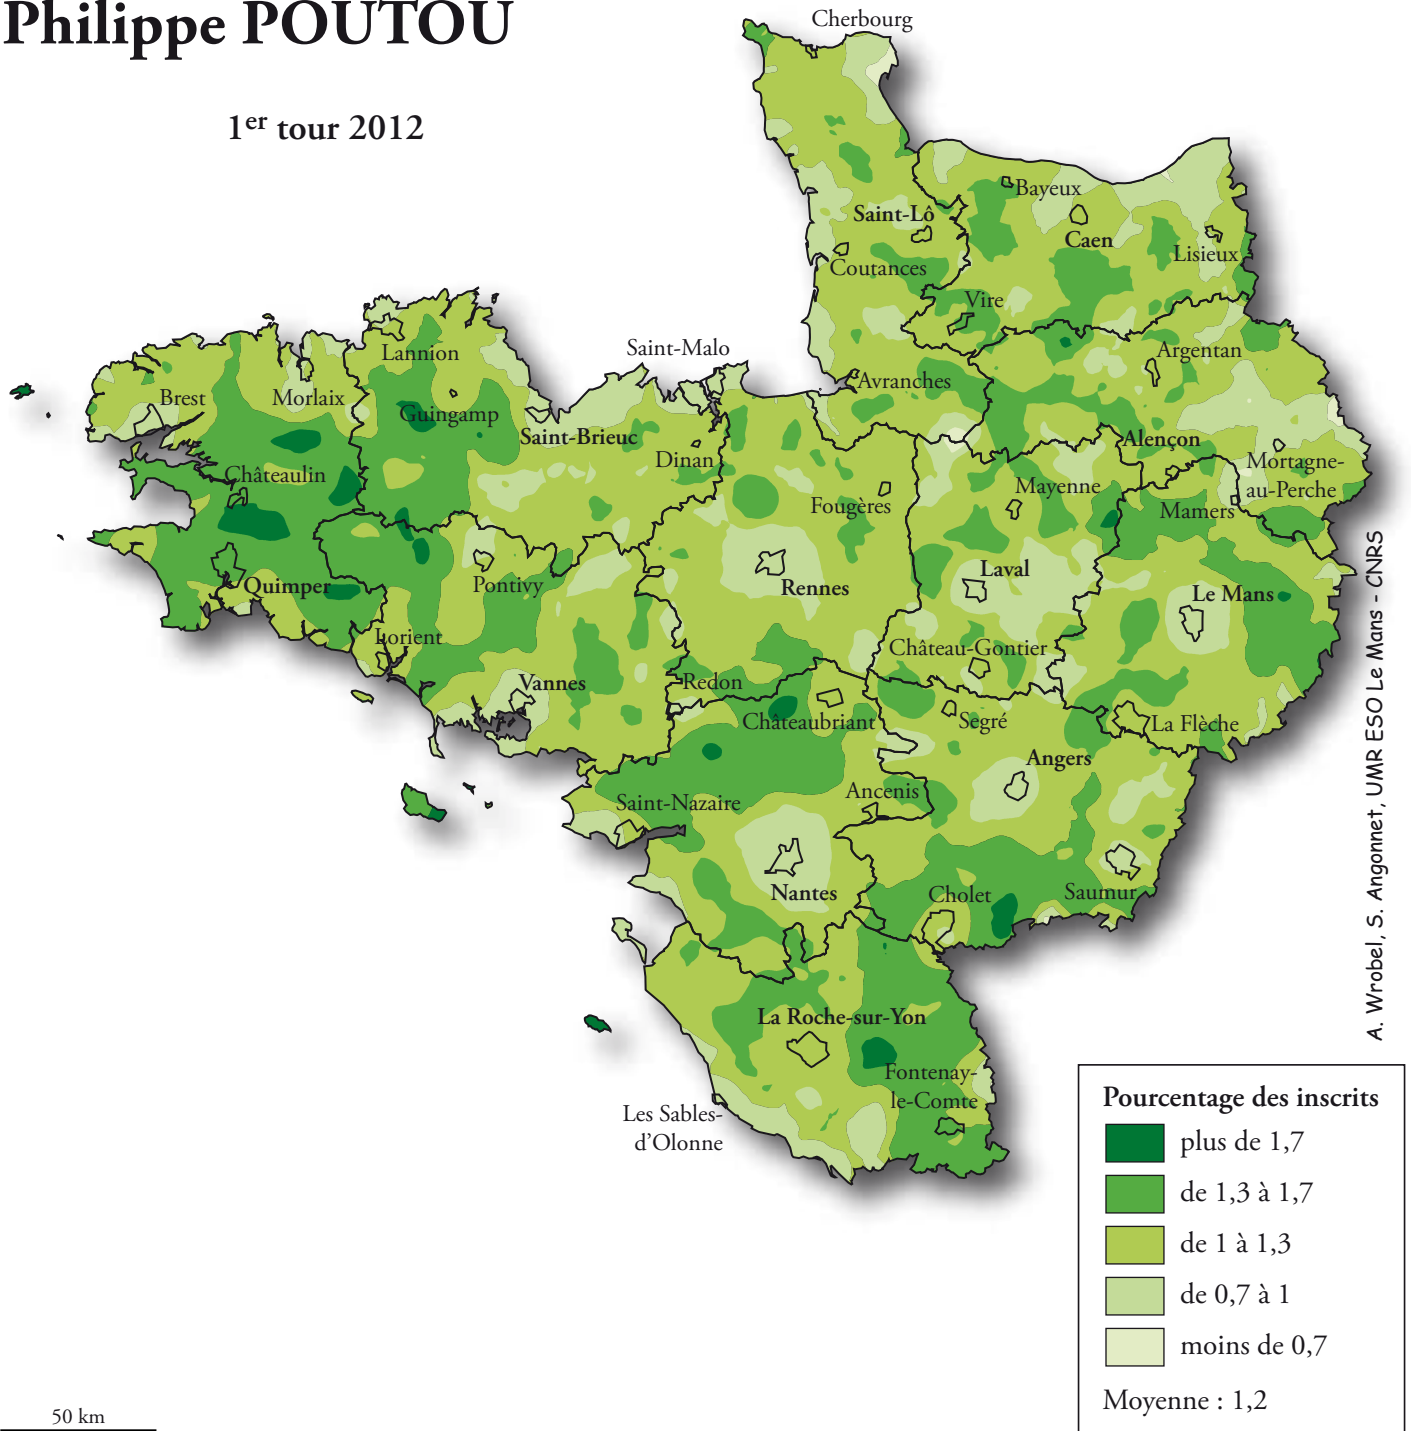 Philippe POUTOU
1er tour 2012
Cherbourg
Bayeux
Saint-Lô
Caen
Coutances
Lisieux
Vire
Saint-Malo
Lannion
Argentan
Avranches
Brest
Morlaix
Guingamp
Saint-Brieuc
Alençon
Dinan
Mortagne-
au-Perche
Châteaulin
Mayenne
Fougères
Mamers
Laval
Quimper
Pontivy
Rennes
Le Mans
Lorient
Château-Gontier
Vannes
Redon
Châteaubriant
Segré
La Flèche
Angers
Saint-Nazaire
Ancenis
Nantes
Cholet
Saumur
La Roche-sur-Yon
Fontenay-
le-Comte
Les Sables-
d'Olonne
A. Wrobel, S. Angonnet, UMR ESO Le Mans - CNRS
Pourcentage des inscrits
plus de 1,7
de 1,3 à 1,7
de 1 à 1,3
de 0,7 à 1
moins de 0,7
Moyenne : 1,2
50 km